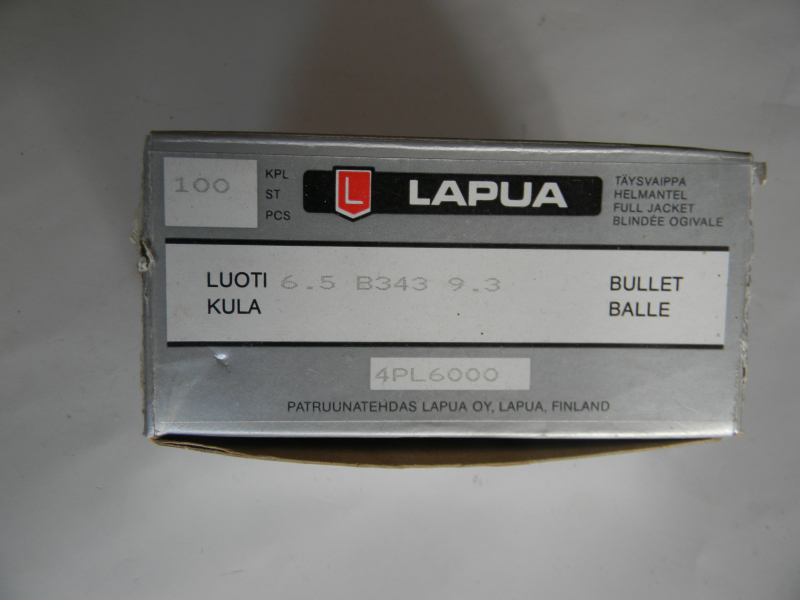 100 KPL
ST
PCS
L LAPUA
TÄYSVAIPPA
HELMANTEL
FULL JACKET
BLINDÉE OGIVALE
LUOTI 6.5 B343 9.3 BULLET
KULA BALLE
4PL6000
PATRUUNATEHDAS LAPUA OY, LAPUA, FINLAND